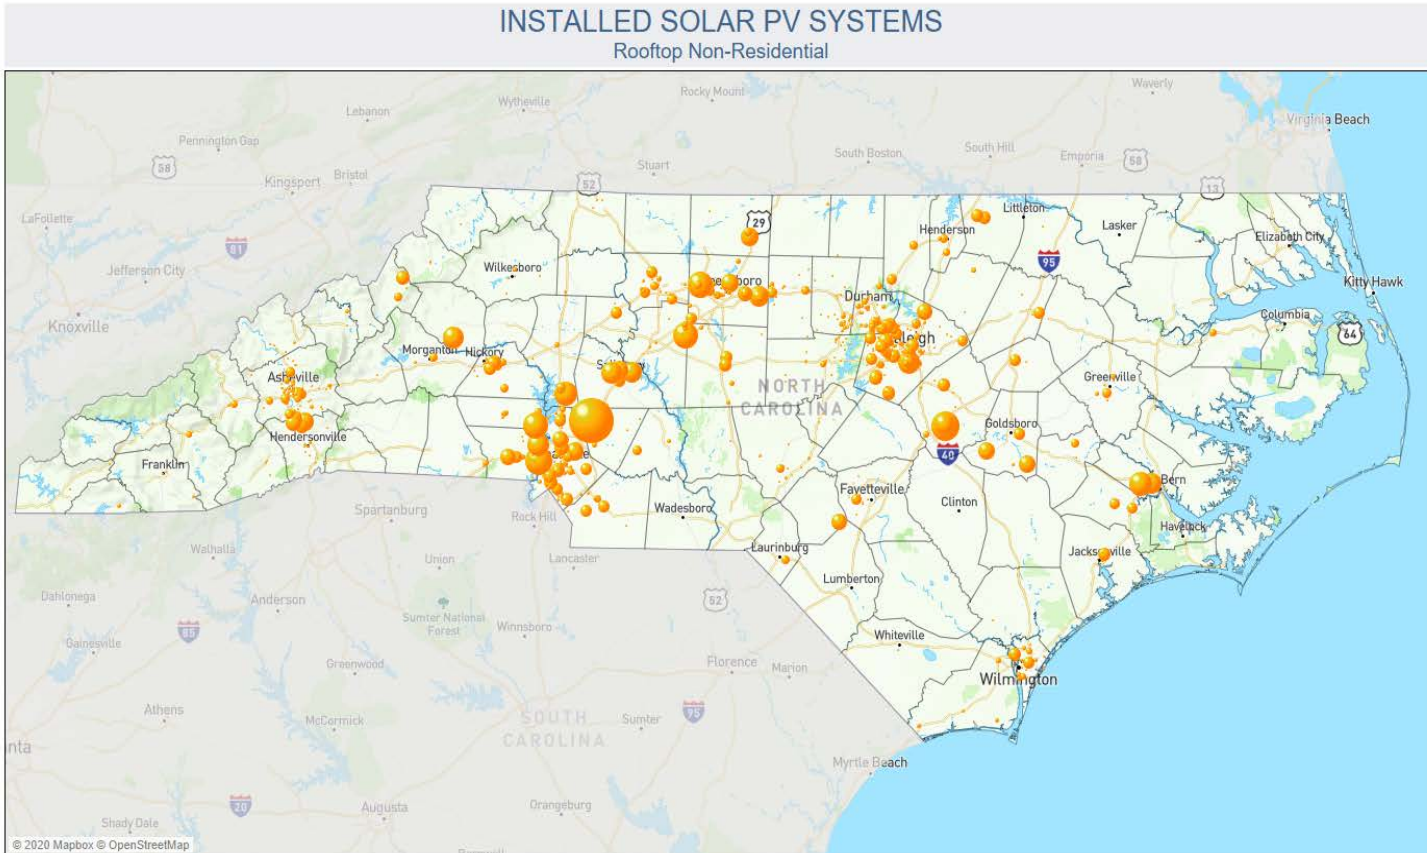 INSTALLED SOLAR PV SYSTEMS
Rooftop Non-Residential
Waverly
Rocky Mount
Lebanon
Wytheville
Virginia Beach
Pennington Gap
South Boston
South Hill
Emporia
58
58
Stuart
Bristol
Kingsport
52
13
LaFollette
29
Littleton
Lasker
Henderson
Elizabeth City
81
95
Jefferson City
Wilkesboro
Kitty Hawk
Durham
Columbia
Knoxville
64
Morganton
Hickory
Asheville
Greenville
NORTH
CAROLINA
Goldsboro
Hendersonville
40
Franklin
Bern
Fayetteville
Clinton
Wadesboro
Spartanburg
Rock Hill
Havelock
Walhalla
Union
Lancaster
Laurinburg
Jacksonville
Lumberton
Dahlonega
Anderson
52
Sumter National
Forest
Winnsboro
85
Gainesville
Whiteville
Greenwood
Florence
Marion
Wilmington
Athens
McCormick
SOUTH
CAROLINA
Sumter
95
nta
Myrtle Beach
20
Augusta
Orangeburg
Shady Dale
© 2020 Mapbox © OpenStreetMap